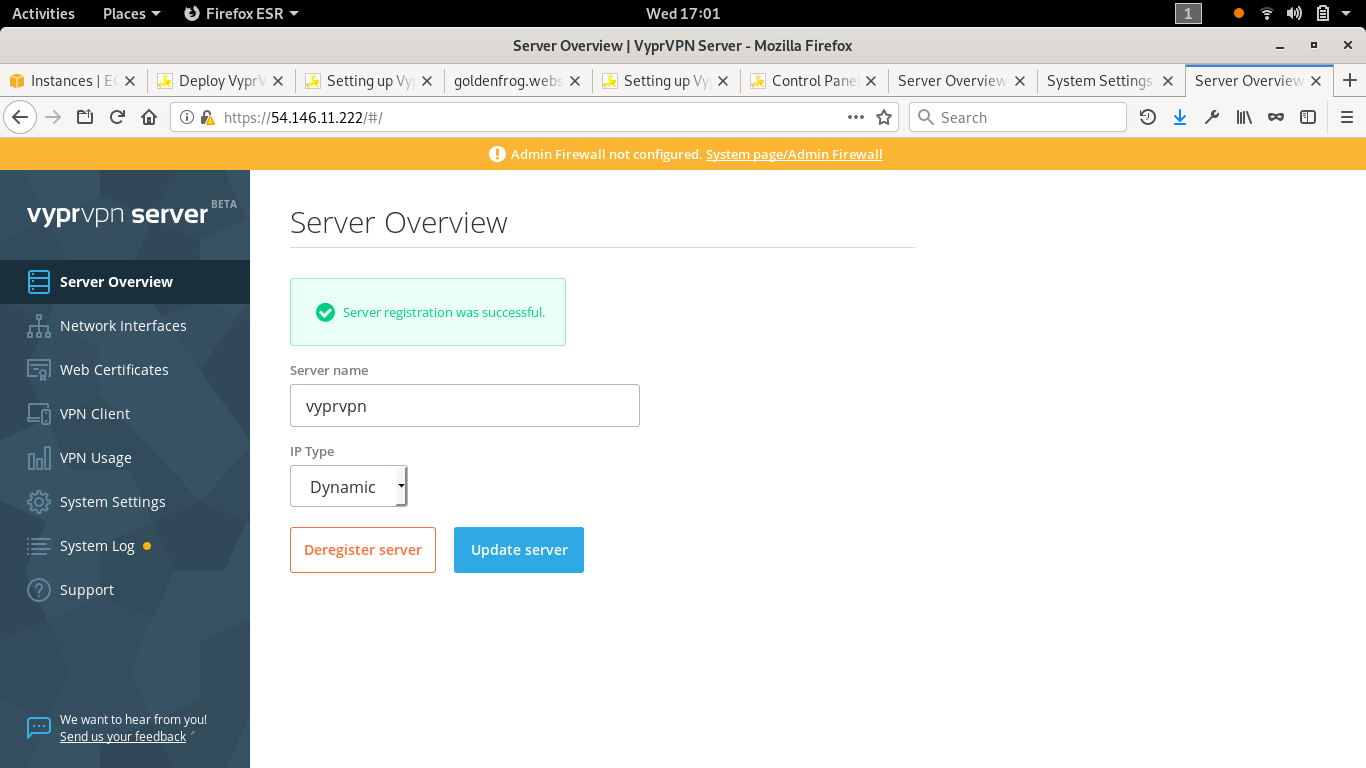 Activities Places Firefox ESR Wed 17:01 1
Server Overview | VyprVPN Server - Mozilla Firefox
Instances | EC Deploy VyprV Setting up Vyp goldenfrog.webs Setting up Vyp Control Pane Server Overview System Settings Server Overview
https://54.146.11.222/#/ Search
Admin Firewall not configured. System page/Admin Firewall
vyprvpn server BETA
Server Overview
Network Interfaces
Web Certificates
VPN Client
VPN Usage
System Settings
System Log
Support
We want to hear from you!
Send us your feedback
Server Overview
Server registration was successful.
Server name
vyprvpn
IP Type
Dynamic
Deregister server Update server